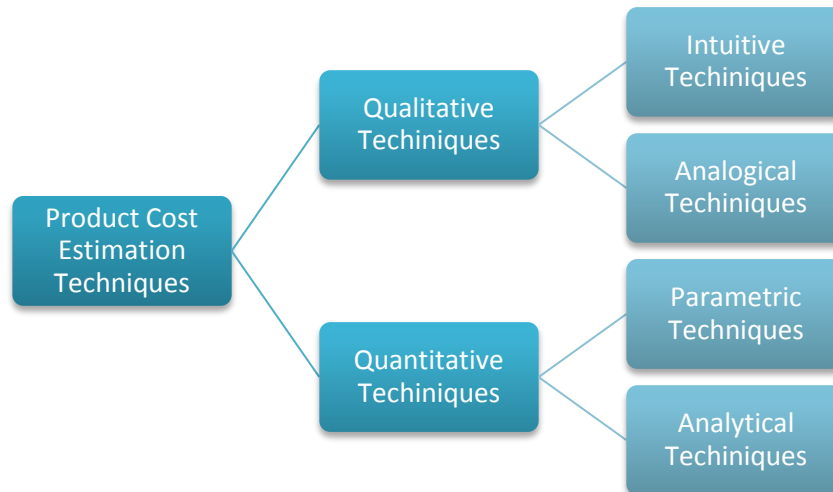 Product Cost
Estimation
Techniques
Qualitative
Techiniques
Quantitative
Techiniques
Intuitive
Techiniques
Analogical
Techiniques
Parametric
Techniques
Analytical
Techiniques